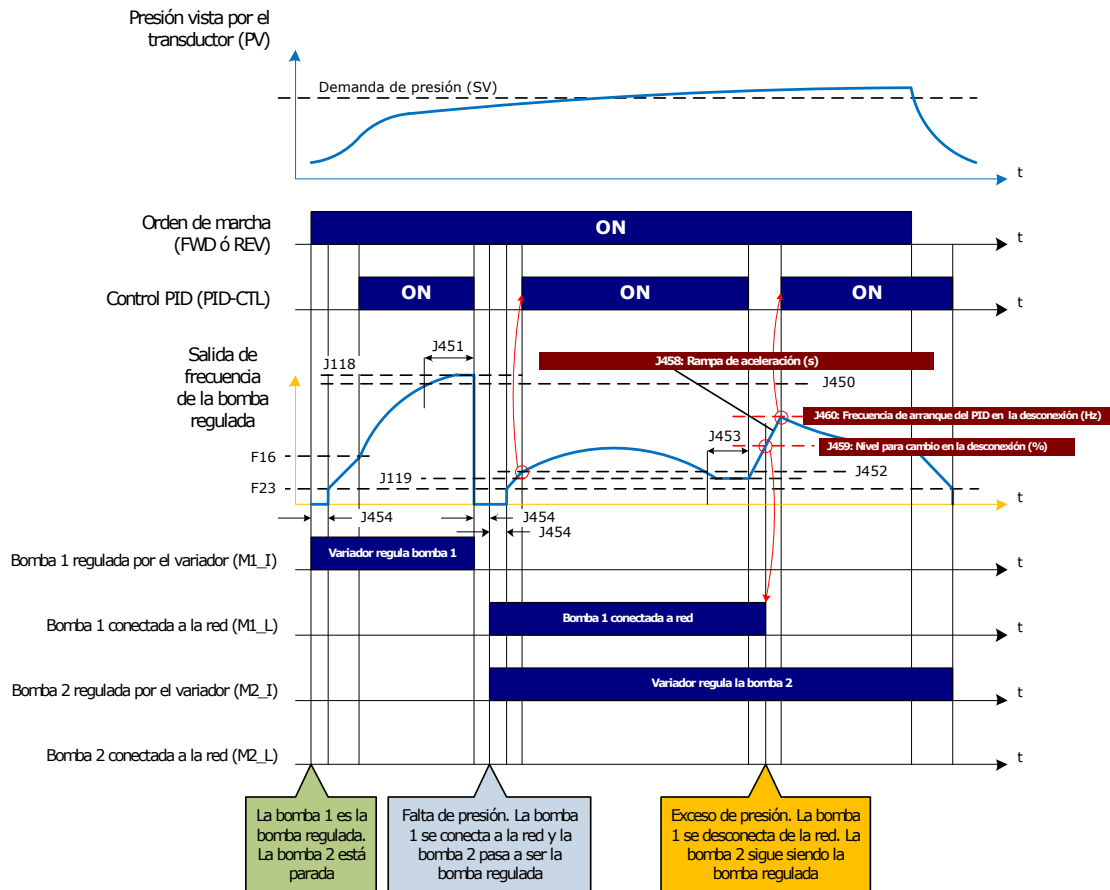 Presión vista por el
transductor (PV)
Demanda de presión (SV)
t
Orden de marcha
(FWD ó REV)
ON
t
Control PID (PID-CTL)
ON
ON
ON
t
Salida de
frecuencia
de la bomba
regulada
J118
J451
J458: Rampa de aceleración (s)
J450
J460: Frecuencia de arranque del PID en la desconexión (Hz)
J453
J459: Nivel para cambio en la desconexión (%)
F16
J119
J452
F23
t
J454
J454
J454
Bomba 1 regulada por el variador (M1_I)
Variador regula bomba 1
t
Bomba 1 conectada a la red (M1_L)
Bomba 1 conectada a red
t
Bomba 2 regulada por el variador (M2_I)
Variador regula la bomba 2
t
Bomba 2 conectada a la red (M2_L)
t
La bomba 1 es la
bomba regulada.
La bomba 2 está
parada
Falta de presión. La bomba
1 se conecta a la red y la
bomba 2 pasa a ser la
bomba regulada
Exceso de presión. La bomba
1 se desconecta de la red. La
bomba 2 sigue siendo la
bomba regulada